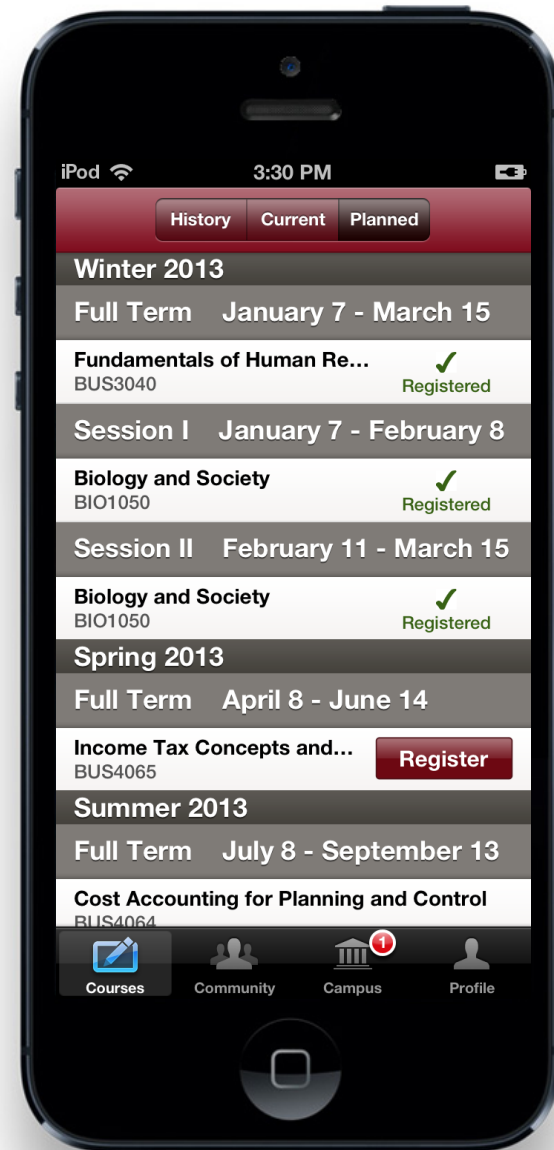 iPod 3:30 PM
History Current Planned
Winter 2013
Full Term January 7 - March 15
Fundamentals of Human Re...
BUS3040
Registered
Session I January 7 - February 8
Biology and Society
BIO1050
Registered
Session II February 11 - March 15
Biology and Society
BIO1050
Registered
Spring 2013
Full Term April 8 - June 14
Income Tax Concepts and...
BUS4065
Register
Summer 2013
Full Term July 8 - September 13
Cost Accounting for Planning and Control
BUS4064
1
Courses Community Campus Profile